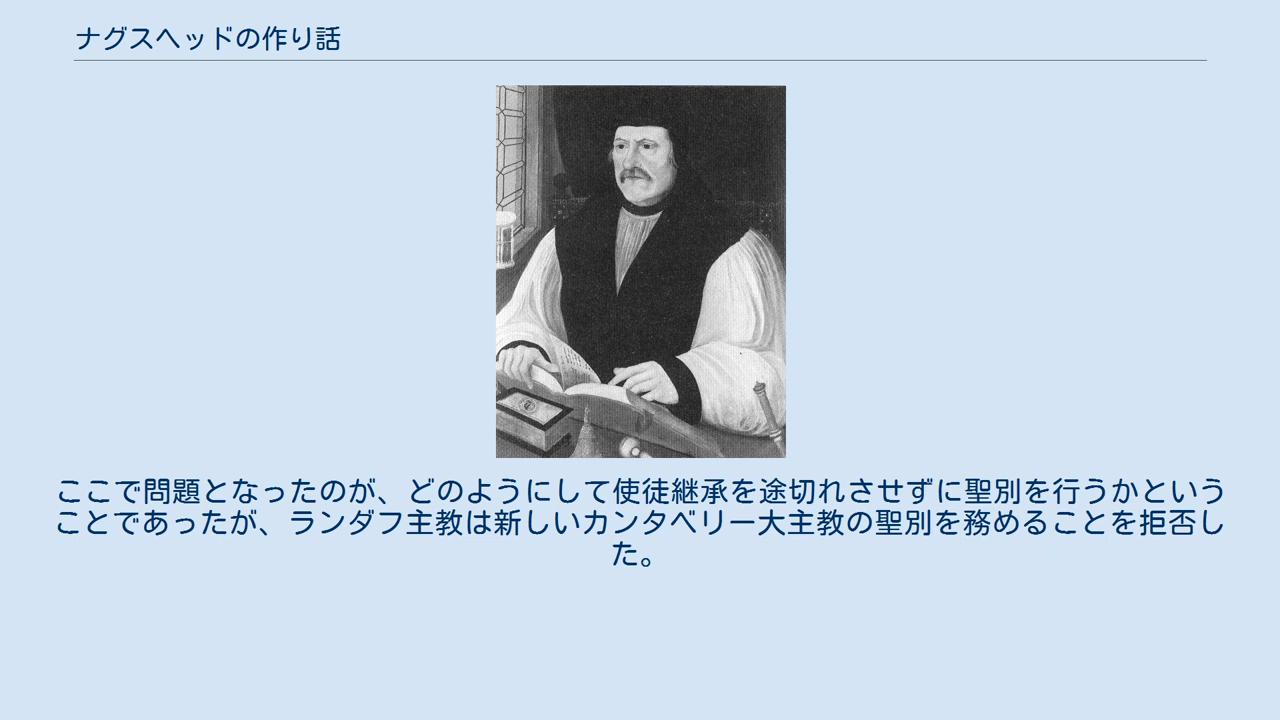 ナグスヘッドの作り話
ここで問題となったのが、どのようにして使徒継承を途切れさせずに聖別を行うかという
ことであったが、ランダフ主教は新しいカンタベリー大主教の聖別を務めることを拒否し
た。